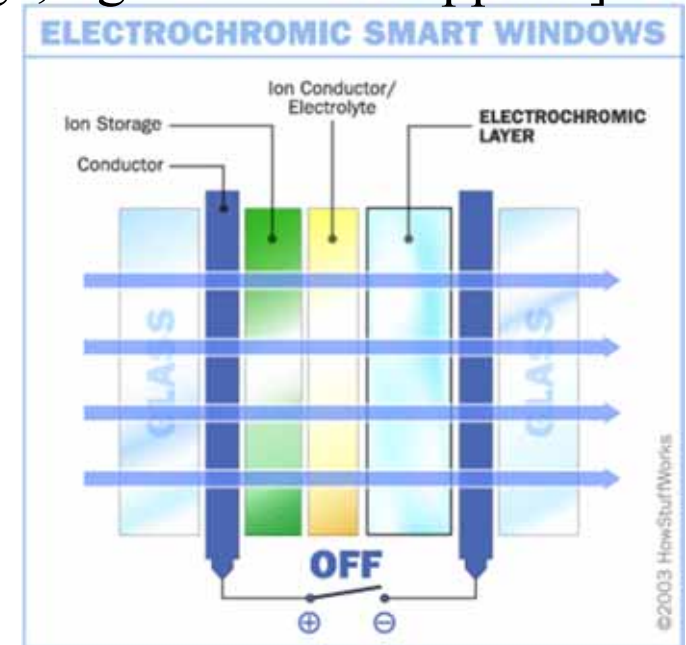 ELECTROCHROMIC SMART WINDOWS
Ion Conductor/
Electrolyte
Ion Storage
ELECTROCHROMIC
LAYER
Conductor
GLASS
GLASS
OFF
+ −
©2003 HowStuffWorks